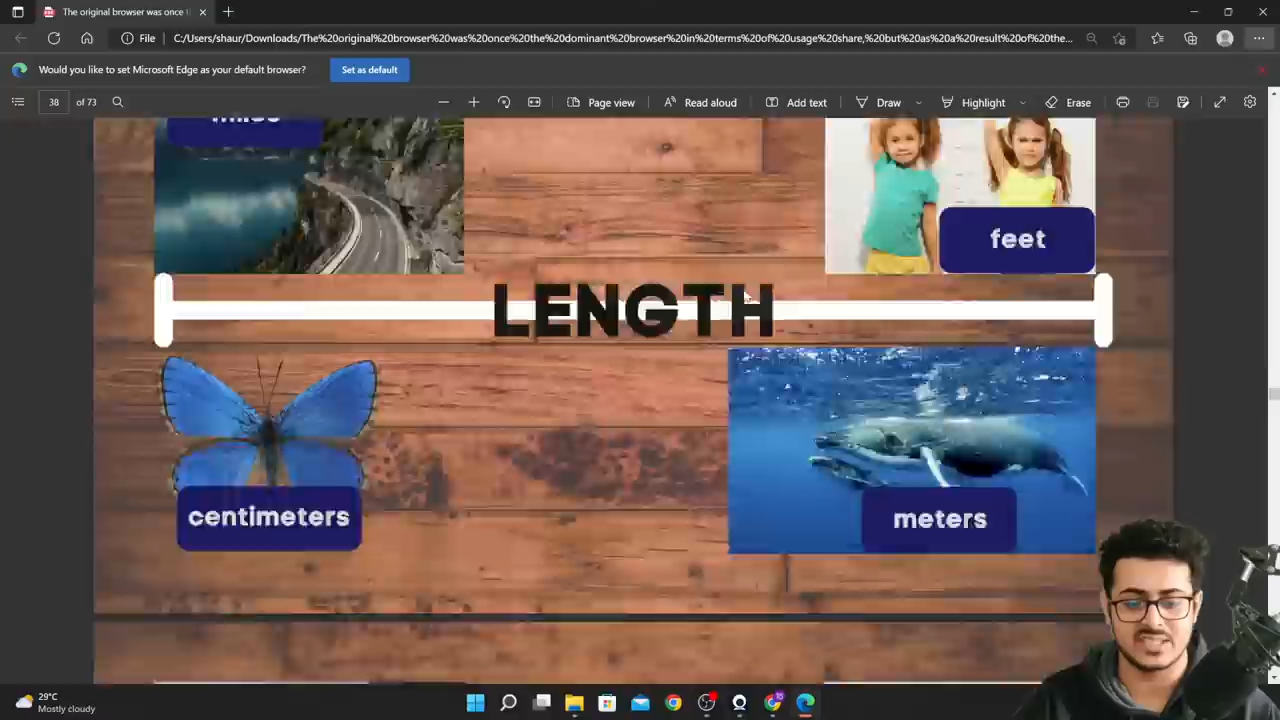 The original browser was once t
File
C:/Users/shaur/Downloads/The%20original%20browser%20was%20once%20the%20dominant%20browser%20in%20terms%20of%20usage%20share,%20but%20as%20a%20result%20of%20the...
Would you like to set Microsoft Edge as your default browser?
Set as default
38
of 73
Page view
Read aloud
Add text
Draw
Highlight
Erase
miles
feet
LENGTH
centimeters
meters
29°C
Mostly cloudy